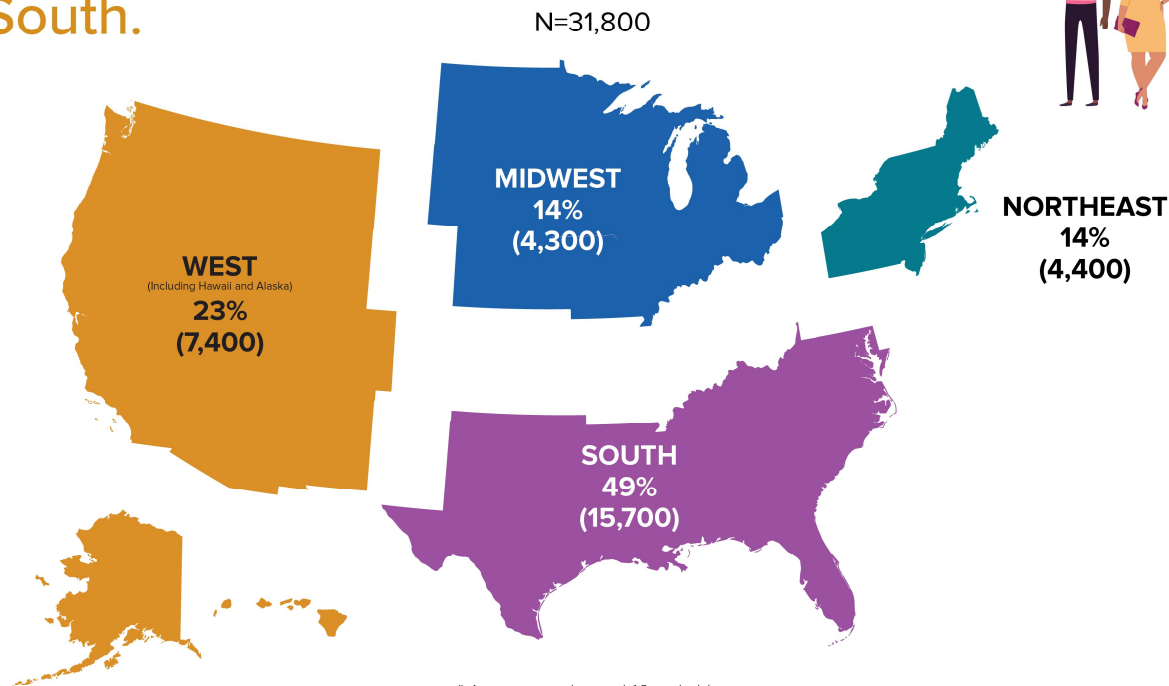 South.
N=31,800
MIDWEST
14%
(4,300)
NORTHEAST
14%
(4,400)
WEST
(Including Hawaii and Alaska)
23%
(7,400)
SOUTH
49%
(15,700)